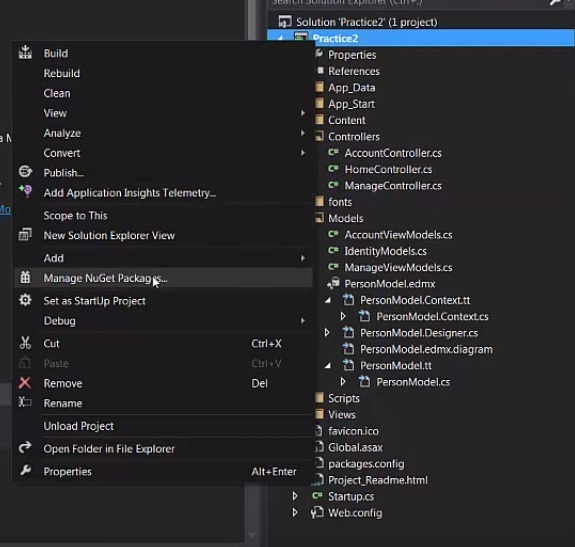 Search Solution Explorer (Ctrl+;)
Solution 'Practice2' (1 project)
Practice2
Properties
References
App_Data
App_Start
Content
Controllers
AccountController.cs
HomeController.cs
ManageController.cs
fonts
Models
AccountViewModels.cs
IdentityModels.cs
ManageViewModels.cs
PersonModel.edmx
PersonModel.Context.tt
PersonModel.Context.cs
PersonModel.Designer.cs
PersonModel.edmx.diagram
PersonModel.tt
PersonModel.cs
Scripts
Views
favicon.ico
Global.asax
packages.config
Project_Readme.html
Startup.cs
Web.config
Build
Rebuild
Clean
View
Analyze
Convert
Publish...
Add Application Insights Telemetry...
Scope to This
New Solution Explorer View
Add
Manage NuGet Packages...
Set as StartUp Project
Debug
Cut Ctrl+X
Paste Ctrl+V
Remove Del
Rename
Unload Project
Open Folder in File Explorer
Properties Alt+Enter